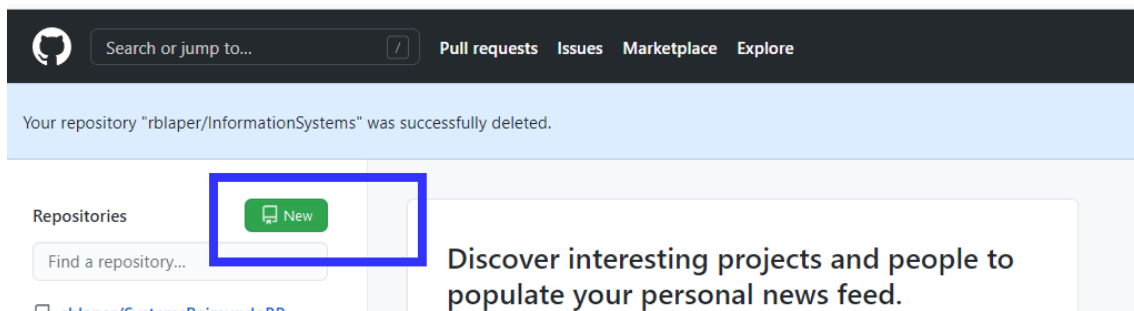 Search or jump to... /
Pull requests Issues Marketplace Explore
Your repository "rblaper/InformationSystems" was successfully deleted.
Repositories
New
Find a repository...
Discover interesting projects and people to
populate your personal news feed.